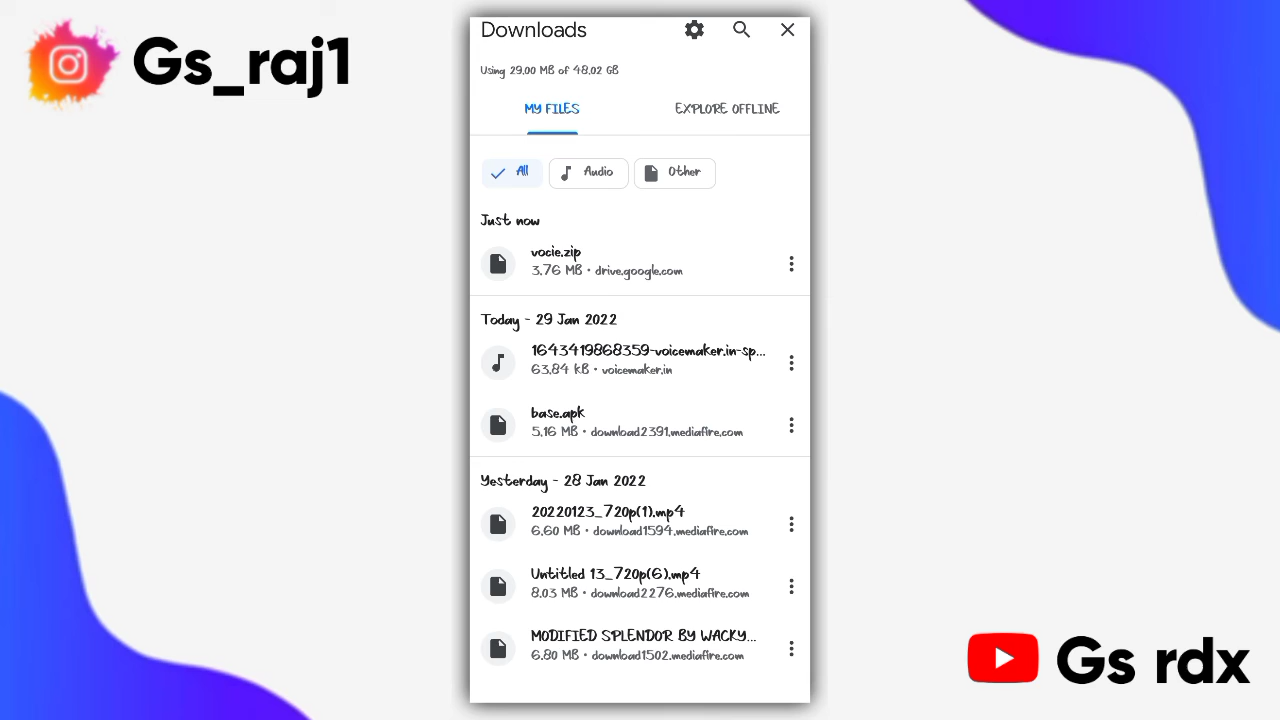 Gs_raj1
Downloads
Using 29.00 MB of 48.02 GB
MY FILES
EXPLORE OFFLINE
All
Audio
Other
Just now
vocie.zip
3.76 MB • drive.google.com
Today - 29 Jan 2022
1643419868359-voicemaker.in-sp...
63.84 kB • voicemaker.in
base.apk
5.16 MB • download2391.mediafire.com
Yesterday - 28 Jan 2022
20220123_720p(1).mp4
6.60 MB • download1594.mediafire.com
Untitled 13_720p(6).mp4
8.03 MB • download2276.mediafire.com
MODIFIED SPLENDOR BY WACKY...
6.80 MB • download1502.mediafire.com
Gs rdx